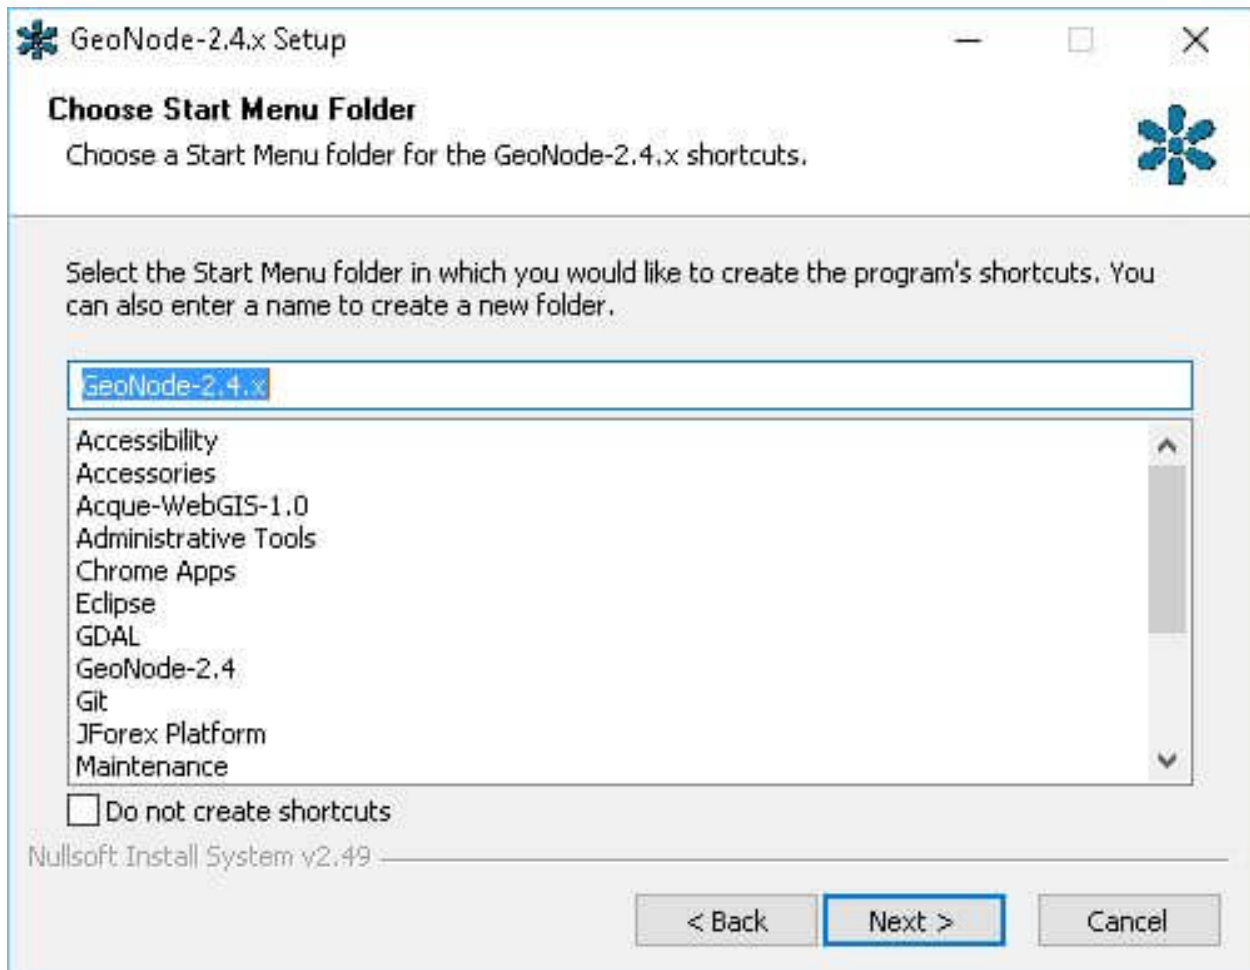 GeoNode-2.4.x Setup
Choose Start Menu Folder
Choose a Start Menu folder for the GeoNode-2.4.x shortcuts.
Select the Start Menu folder in which you would like to create the program's shortcuts. You
can also enter a name to create a new folder.
GeoNode-2.4.x
Accessibility
Accessories
Acque-WebGIS-1.0
Administrative Tools
Chrome Apps
Eclipse
GDAL
GeoNode-2.4
Git
JForex Platform
Maintenance
Do not create shortcuts
Nullsoft Install System v2.49
< Back Next > Cancel